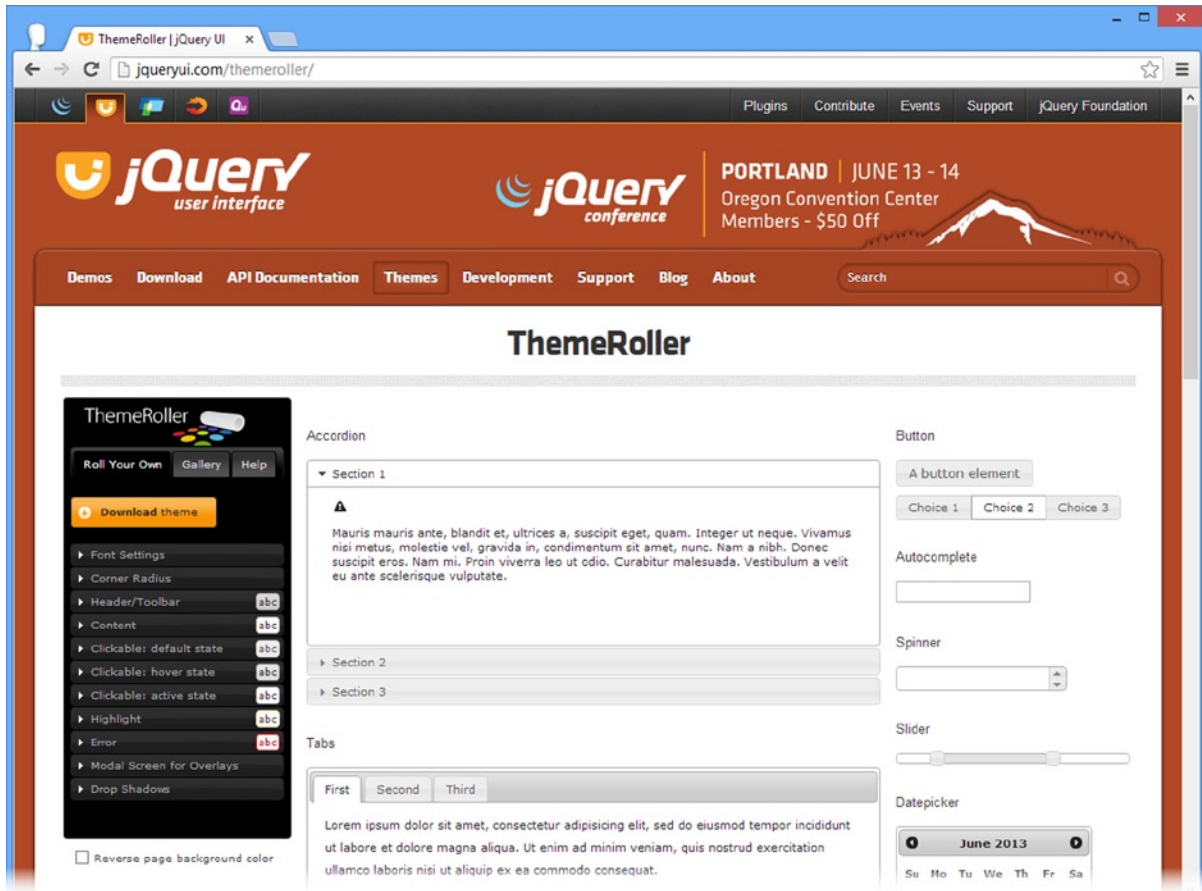 ThemeRoller | jQuery UI
jqueryui.com/themeroller/
Qu
Plugins Contribute Events Support jQuery Foundation
jQuery
user interface
jQuery
conference
PORTLAND | JUNE 13 - 14
Oregon Convention Center
Members - $50 Off
Demos Download API Documentation Themes Development Support Blog About Search
ThemeRoller
ThemeRoller
Roll Your Own Gallery Help
Download theme
Font Settings
Corner Radius
Header/Toolbar abc
Content abc
Clickable: default state abc
Clickable: hover state abc
Clickable: active state abc
Highlight abc
Error abc
Modal Screen for Overlays
Drop Shadows
Reverse page background color
Accordion
Section 1
Mauris mauris ante, blandit et, ultrices a, suscipit eget, quam. Integer ut neque. Vivamus
nisi metus, molestie vel, gravida in, condimentum sit amet, nunc. Nam a nibh. Donec
suscipit eros. Nam mi. Proin viverra leo ut odio. Curabitur malesuada. Vestibulum a velit
eu ante scelerisque vulputate.
Section 2
Section 3
Tabs
First Second Third
Lorem ipsum dolor sit amet, consectetur adipisicing elit, sed do eiusmod tempor incididunt
ut labore et dolore magna aliqua. Ut enim ad minim veniam, quis nostrud exercitation
ullamco laboris nisi ut aliquip ex ea commodo consequat.
Button
A button element
Choice 1 Choice 2 Choice 3
Autocomplete
Spinner
Slider
Datepicker
June 2013
Su Mo Tu We Th Fr Sa